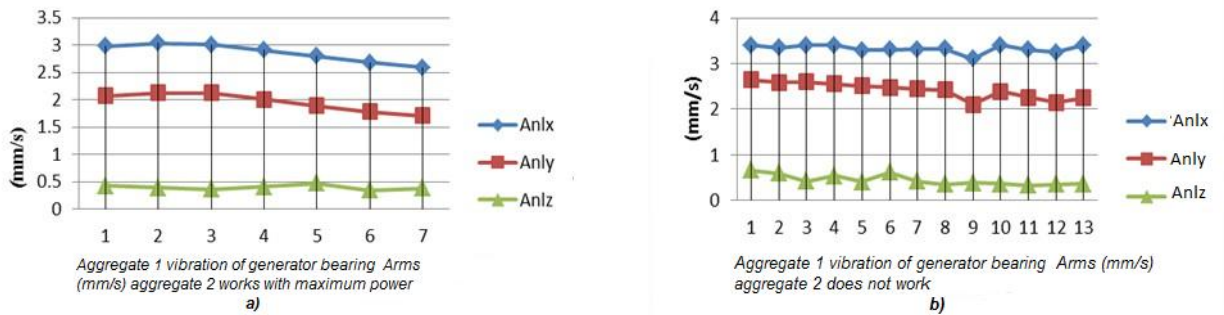 3.5
3
2.5
2
1.5
1
0.5
0
(mm/s)
1 2 3 4 5 6 7
Anlx
Anly
Anlz
Aggregate 1 vibration of generator bearing Arms
(mm/s) aggregate 2 works with maximum power
a)
4
3
2
1
0
(mm/s)
1 2 3 4 5 6 7 8 9 10 11 12 13
Anlx
Anly
Anlz
Aggregate 1 vibration of generator bearing Arms (mm/s)
aggregate 2 does not work
b)